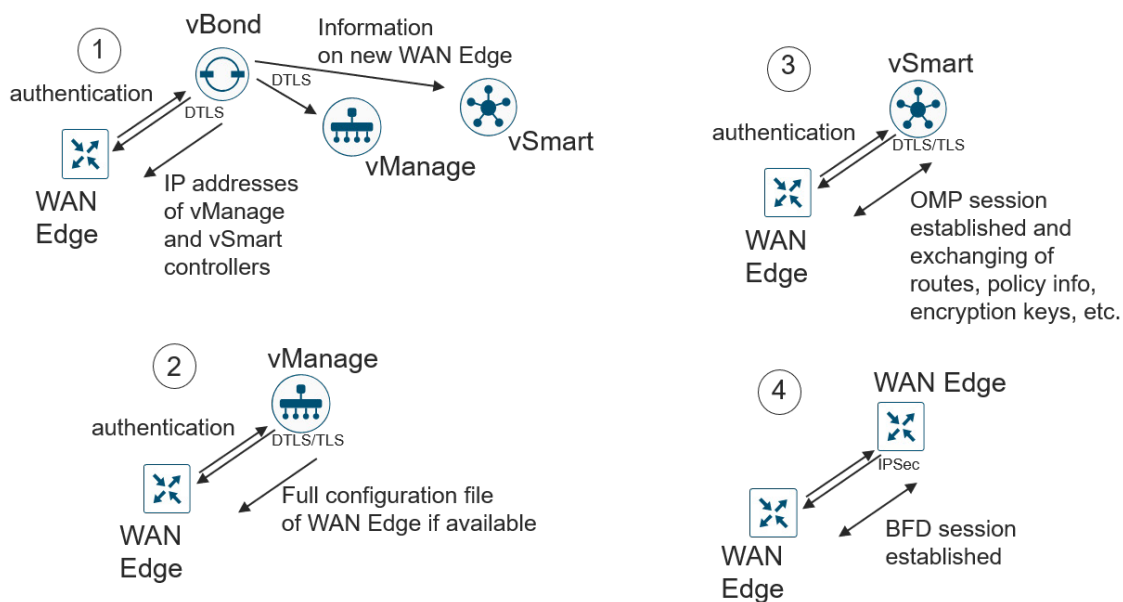 1
vBond
Information
on new WAN Edge
authentication
DTLS
DTLS
vSmart
vManage
WAN
Edge
IP addresses
of vManage
and vSmart
controllers
2
vManage
authentication
DTLS/TLS
WAN
Edge
Full configuration file
of WAN Edge if available
3
vSmart
authentication
DTLS/TLS
WAN
Edge
OMP session
established and
exchanging of
routes, policy info,
encryption keys, etc.
4
WAN Edge
IPSec
WAN
Edge
BFD session
established